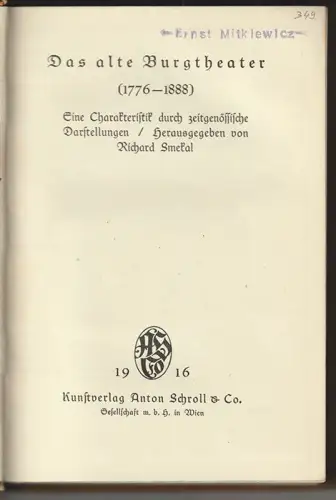 349
Ernst Mitkiewicz
Das alte Burgtheater
(1776—1888)
Eine Charakteristik durch zeitgenössische
Darstellungen / Herausgegeben von
Richard Smekal
19 16
Kunstverlag Anton Schroll & Co.
Gesellschaft m. b. H. in Wien